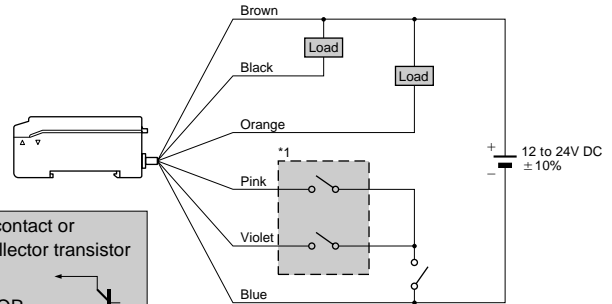 Brown
Load
Black
Load
Orange
*1
+
12 to 24V DC
−
±10%
Pink
contact or
Violet
llector transistor
Blue
OR